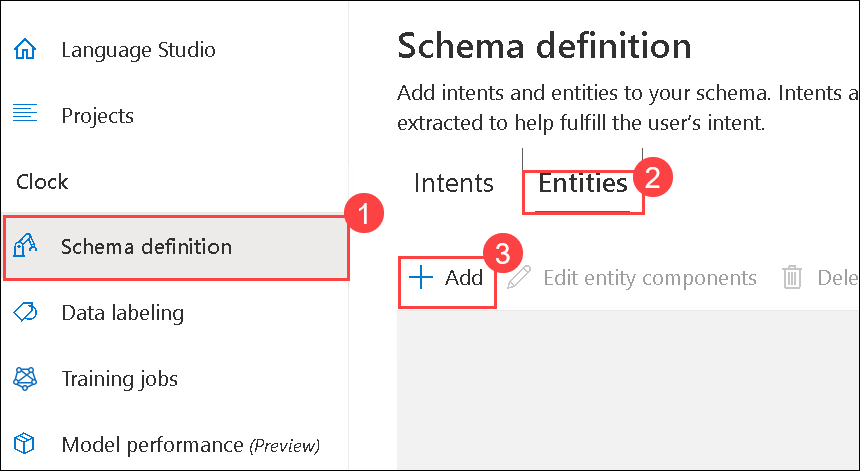 Language Studio
Projects
Clock
1
Schema definition
Data labeling
Training jobs
Model performance (Preview)
Schema definition
Add intents and entities to your schema. Intents a
extracted to help fulfill the user's intent.
Intents
Entities
2
3
Add
Edit entity components
Dele